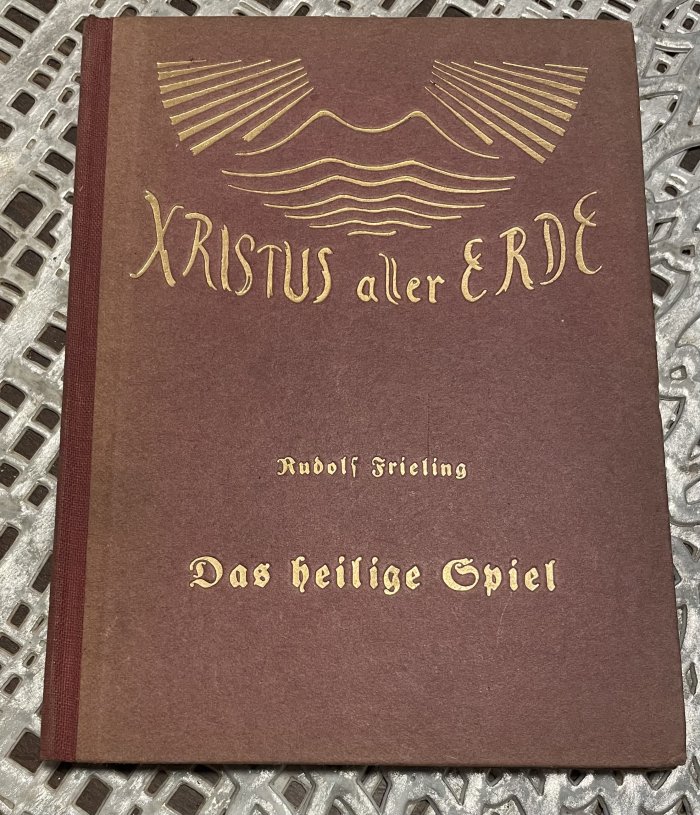 XRISTUS aller ERDE
Rudolf Frieling
Das heilige Spiel